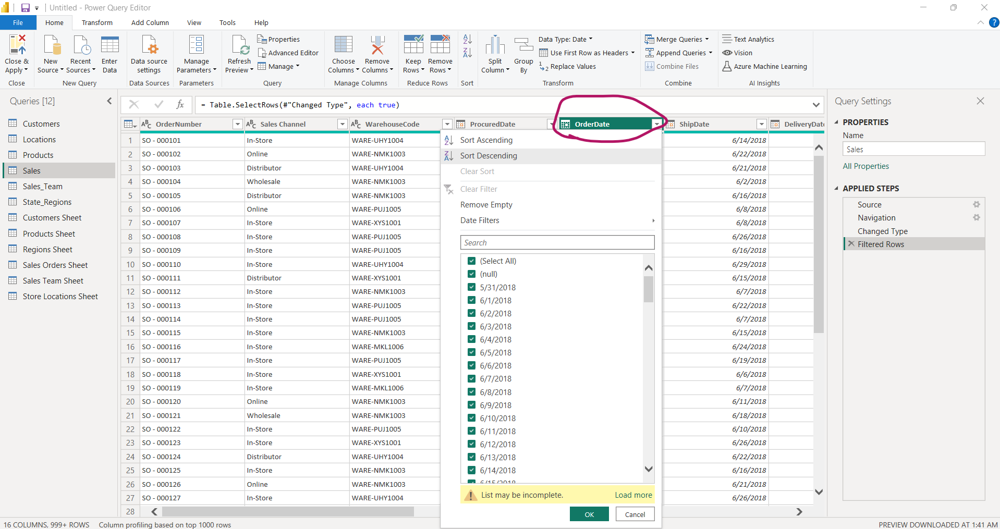 Untitled - Power Query Editor
File Home Transform Add Column View Tools Help
?
Close & Apply
New Source
Recent Sources
Enter Data
Data source settings
Manage Parameters
Refresh Preview
Properties
Advanced Editor
Manage
Choose Columns
Remove Columns
Keep Rows
Remove Rows
Split Column
Group By
Data Type: Date
Use First Row as Headers
Replace Values
Merge Queries
Append Queries
Combine Files
Text Analytics
Vision
Azure Machine Learning
Close New Query Data Sources Parameters Query Manage Columns Reduce Rows Sort Transform Combine AI Insights
Queries [12]
Customers
Locations
Products
Sales
Sales_Team
State_Regions
Customers Sheet
Products Sheet
Regions Sheet
Sales Orders Sheet
Sales Team Sheet
Store Locations Sheet
fx = Table.SelectRows(#"Changed Type", each true)
OrderNumber Sales Channel WarehouseCode ProcuredDate OrderDate ShipDate DeliveryDate
1 SO - 000101 In-Store WARE-UHY1004 6/14/2018
2 SO - 000102 Online WARE-NMK1003 6/22/2018
3 SO - 000103 Distributor WARE-UHY1004 6/21/2018
4 SO - 000104 Wholesale WARE-NMK1003 6/2/2018
5 SO - 000105 Distributor WARE-NMK1003 6/16/2018
6 SO - 000106 Online WARE-PUJ1005 6/8/2018
7 SO - 000107 In-Store WARE-XYS1001 6/8/2018
8 SO - 000108 In-Store WARE-PUJ1005 6/26/2018
9 SO - 000109 In-Store WARE-PUJ1005 6/16/2018
10 SO - 000110 In-Store WARE-UHY1004 6/29/2018
11 SO - 000111 Distributor WARE-XYS1001 6/15/2018
12 SO - 000112 In-Store WARE-NMK1003 6/7/2018
13 SO - 000113 In-Store WARE-PUJ1005 6/22/2018
14 SO - 000114 In-Store WARE-PUJ1005 6/7/2018
15 SO - 000115 In-Store WARE-NMK1003 6/15/2018
16 SO - 000116 In-Store WARE-MKL1006 6/24/2018
17 SO - 000117 In-Store WARE-PUJ1005 6/19/2018
18 SO - 000118 In-Store WARE-XYS1001 6/6/2018
19 SO - 000119 In-Store WARE-MKL1006 6/7/2018
20 SO - 000120 Online WARE-NMK1003 6/11/2018
21 SO - 000121 Wholesale WARE-NMK1003 6/18/2018
22 SO - 000122 In-Store WARE-PUJ1005 6/10/2018
23 SO - 000123 In-Store WARE-XYS1001 6/26/2018
24 SO - 000124 Distributor WARE-UHY1004 6/22/2018
25 SO - 000125 In-Store WARE-NMK1003 6/16/2018
26 SO - 000126 Online WARE-NMK1003 6/21/2018
27 SO - 000127 In-Store WARE-UHY1004 6/26/2018
28
Sort Ascending
Sort Descending
Clear Sort
Clear Filter
Remove Empty
Date Filters
Search
(Select All)
(null)
5/31/2018
6/1/2018
6/2/2018
6/3/2018
6/4/2018
6/5/2018
6/6/2018
6/7/2018
6/8/2018
6/9/2018
6/10/2018
6/11/2018
6/12/2018
6/13/2018
6/14/2018
6/15/2018
List may be incomplete. Load more
OK Cancel
Query Settings
PROPERTIES
Name
Sales
All Properties
APPLIED STEPS
Source
Navigation
Changed Type
Filtered Rows
16 COLUMNS, 999+ ROWS Column profiling based on top 1000 rows PREVIEW DOWNLOADED AT 1:41 AM